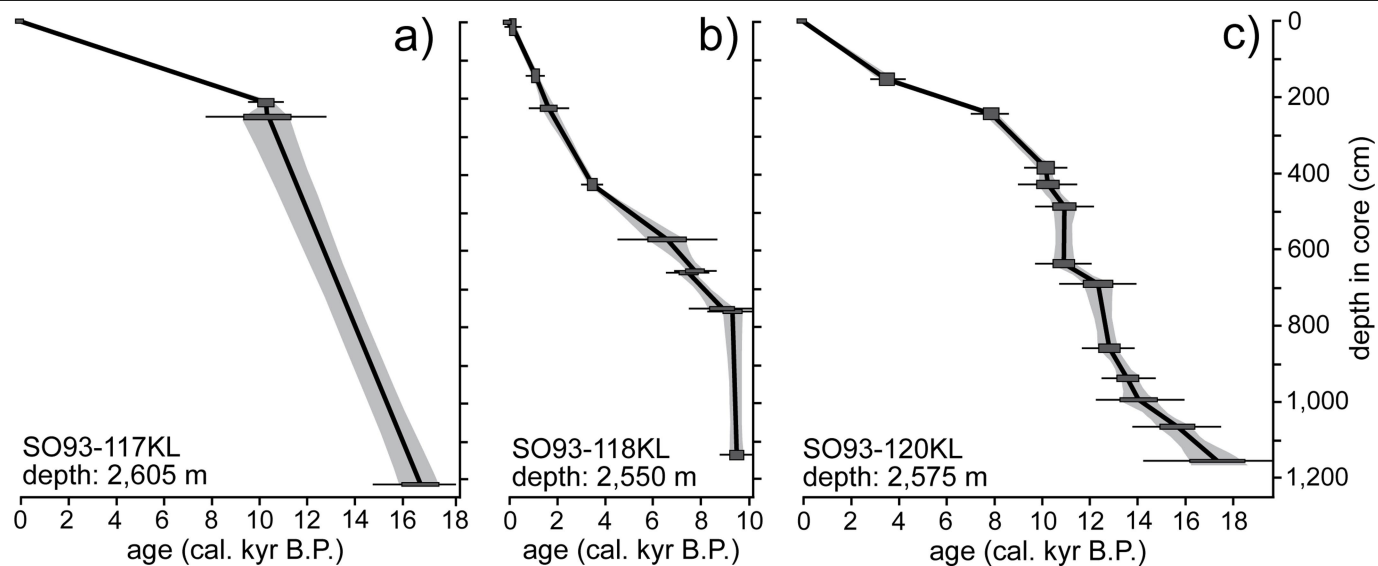 a)
b)
c)
0
200
400
600
800
1,000
1,200
depth in core (cm)
SO93-117KL
depth: 2,605 m
SO93-118KL
depth: 2,550 m
SO93-120KL
depth: 2,575 m
0 2 4 6 8 10 12 14 16 18
0 2 4 6 8 10
0 2 4 6 8 10 12 14 16 18
age (cal. kyr B.P.)
age (cal. kyr B.P.)
age (cal. kyr B.P.)